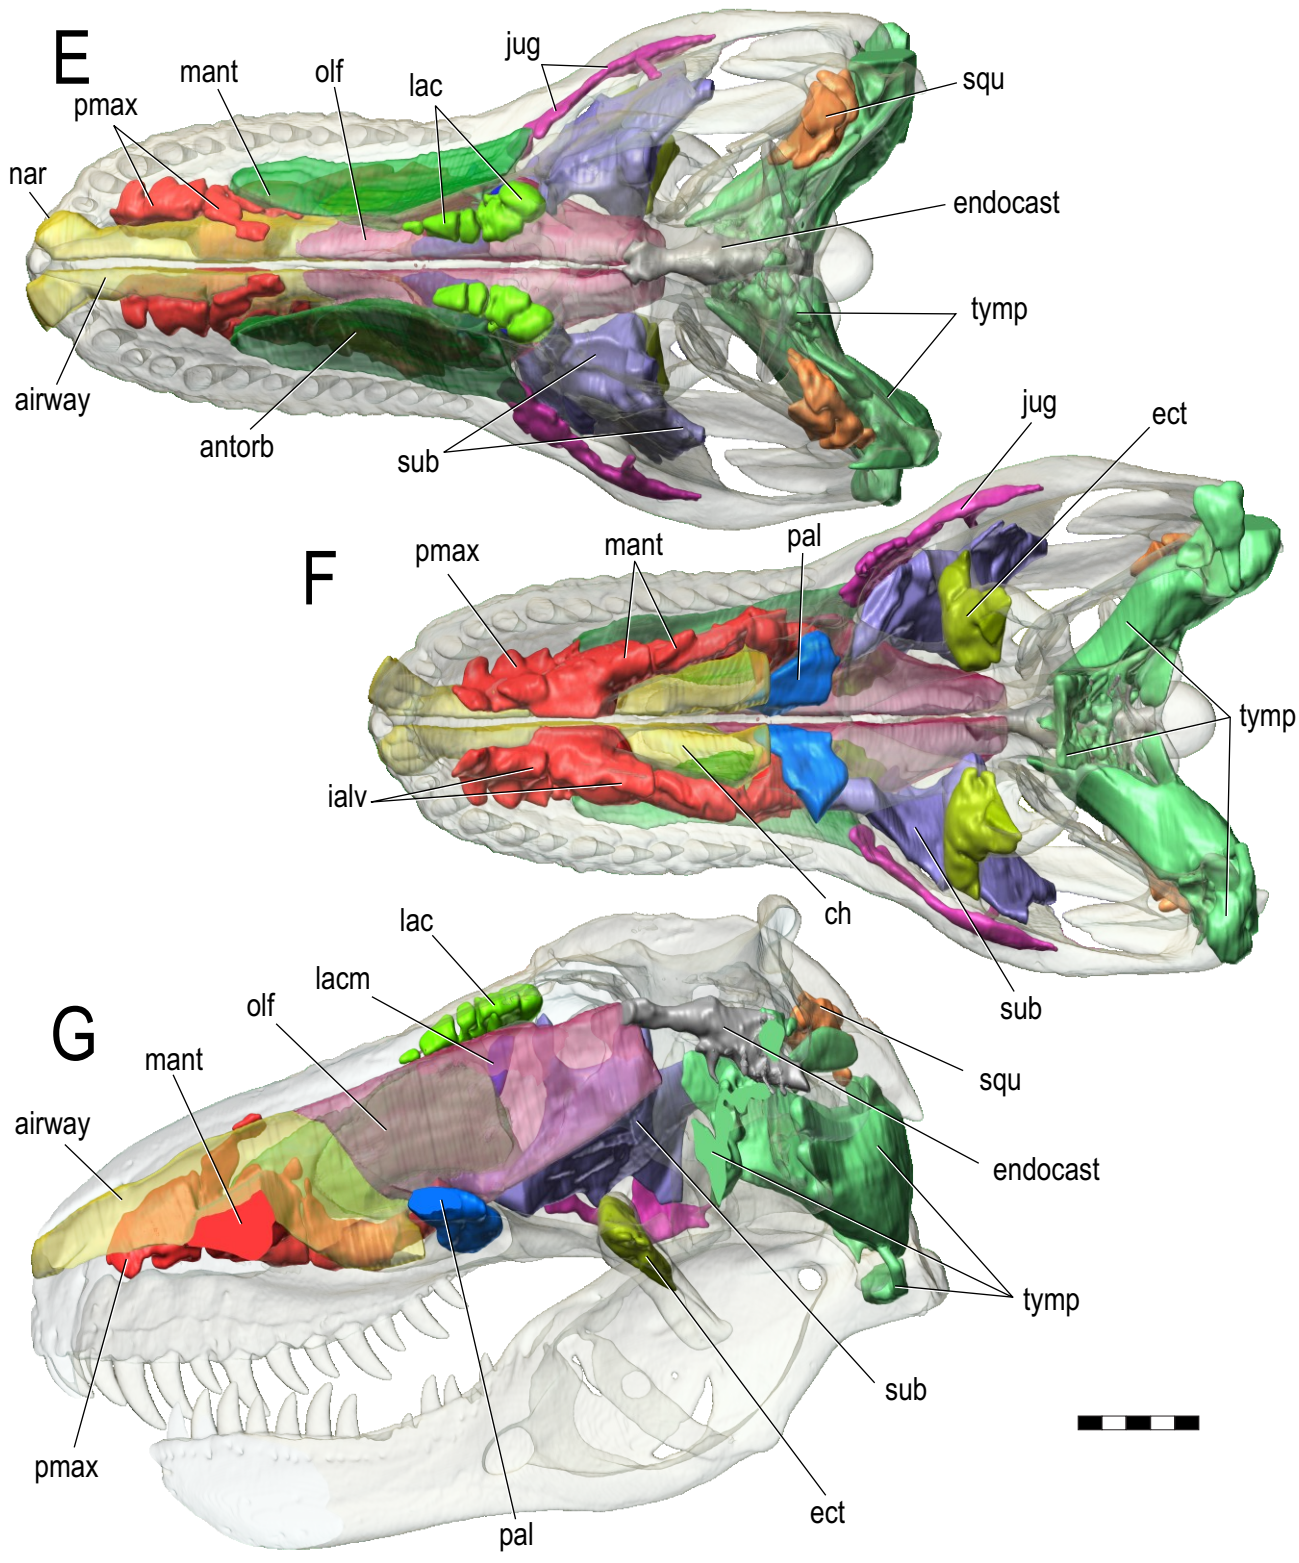 E
jug
mant
olf
lac
squ
pmax
nar
endocast
tymp
airway
antorb
sub
jug
ect
F
pmax
mant
pal
tymp
ialv
ch
sub
lac
lacm
olf
G
mant
squ
airway
endocast
tymp
sub
pmax
ect
pal